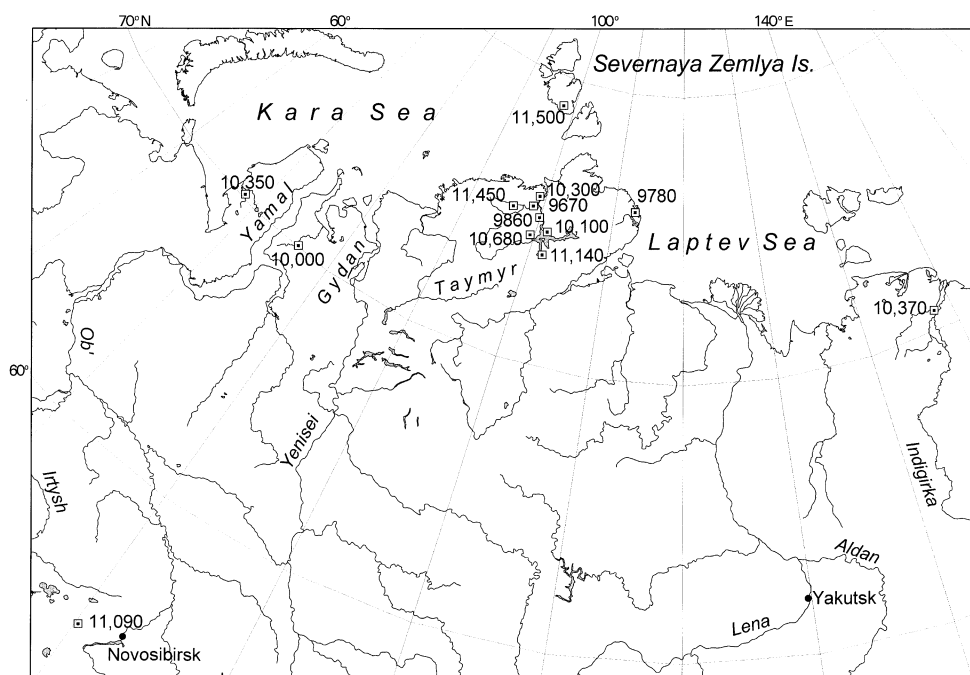 70°N
60°
100°
140°E
Severnaya Zemlya Is.
Kara Sea
11,500
10,350
11,450
10,300
9670
9780
9860
10,100
10,680
11,140
Yamal
10,000
Gydan
Taymyr
Laptev Sea
10,370
Ob'
60°
Yenisei
Irtysh
Indigirka
Aldan
Yakutsk
Lena
11,090
Novosibirsk